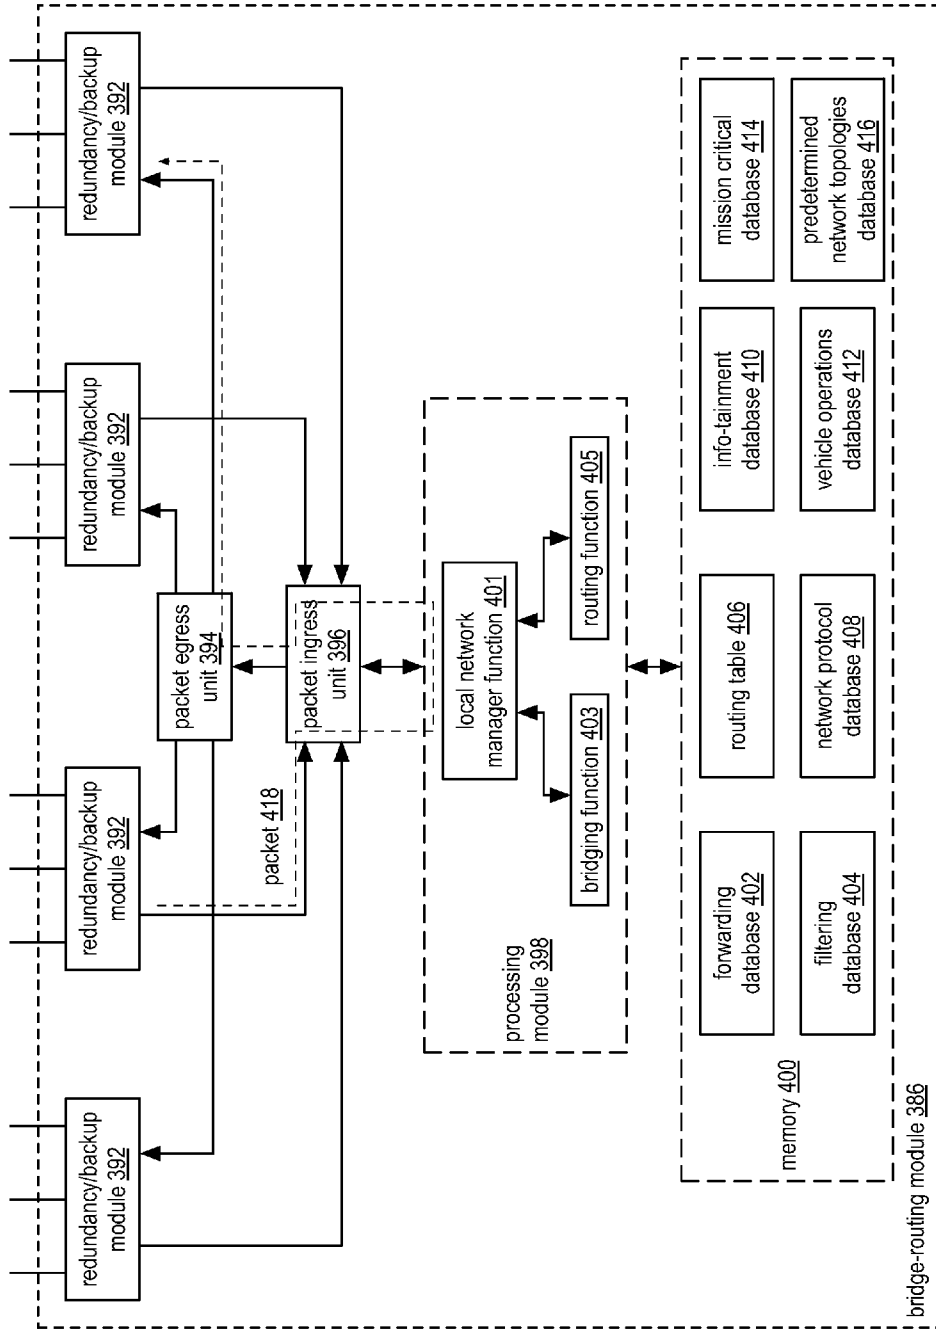 redundancy/backup
module 392
redundancy/backup
module 392
redundancy/backup
module 392
redundancy/backup
module 392
packet egress
unit 394
packet 418
packet ingress
unit 396
processing
module 398
local network
manager function 401
bridging function 403
routing function 405
memory 400
forwarding
database 402
routing table 406
info-tainment
database 410
mission critical
database 414
filtering
database 404
network protocol
database 408
vehicle operations
database 412
predetermined
network topologies
database 416
bridge-routing module 386